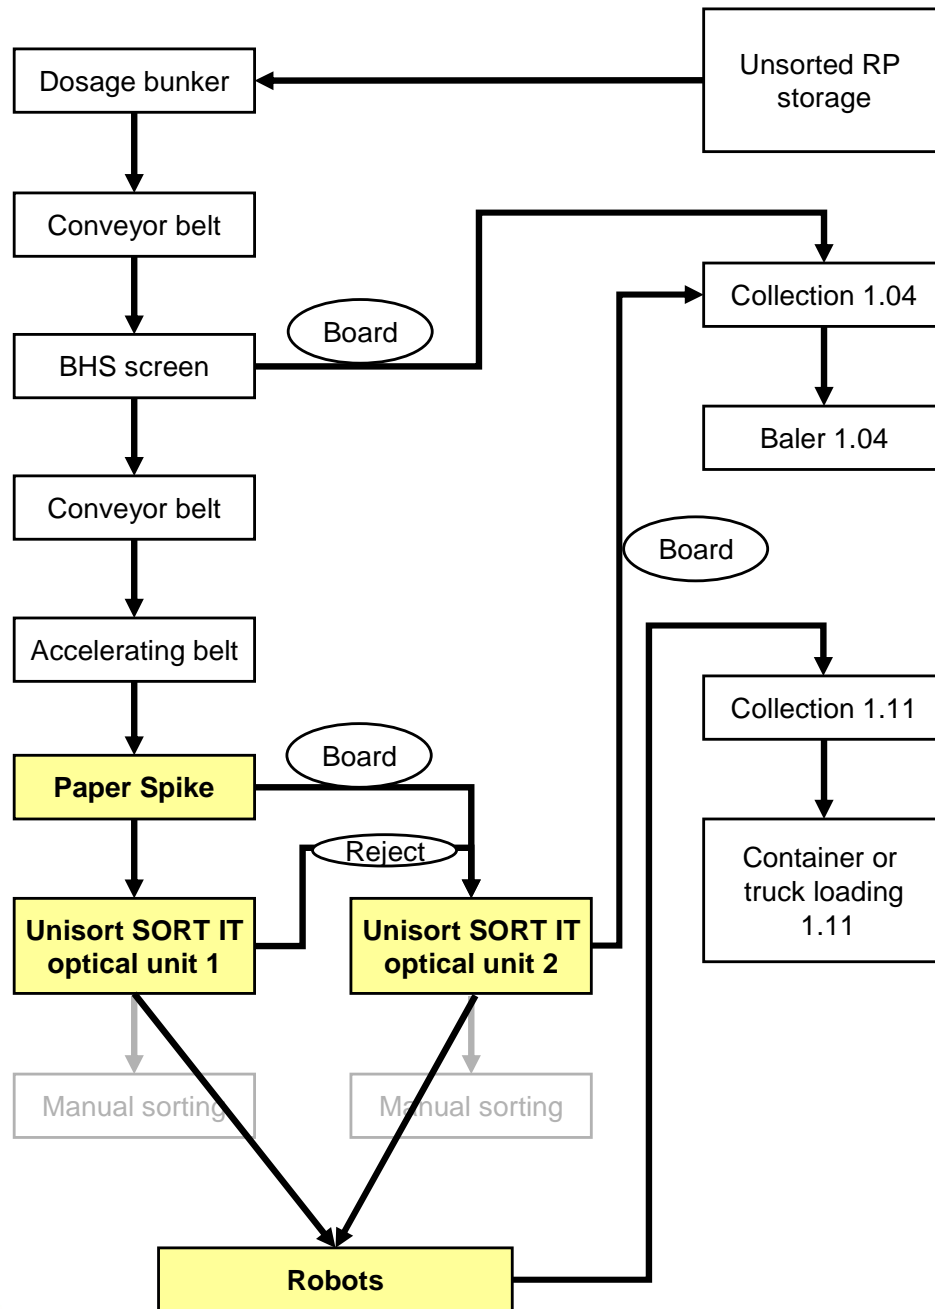 Unsorted RP
storage
Dosage bunker
Conveyor belt
Collection 1.04
Board
BHS screen
Baler 1.04
Conveyor belt
Board
Accelerating belt
Collection 1.11
Board
Paper Spike
Reject
Container or
truck loading
1.11
Unisort SORT IT
optical unit 1
Unisort SORT IT
optical unit 2
Manual sorting
Manual sorting
Robots